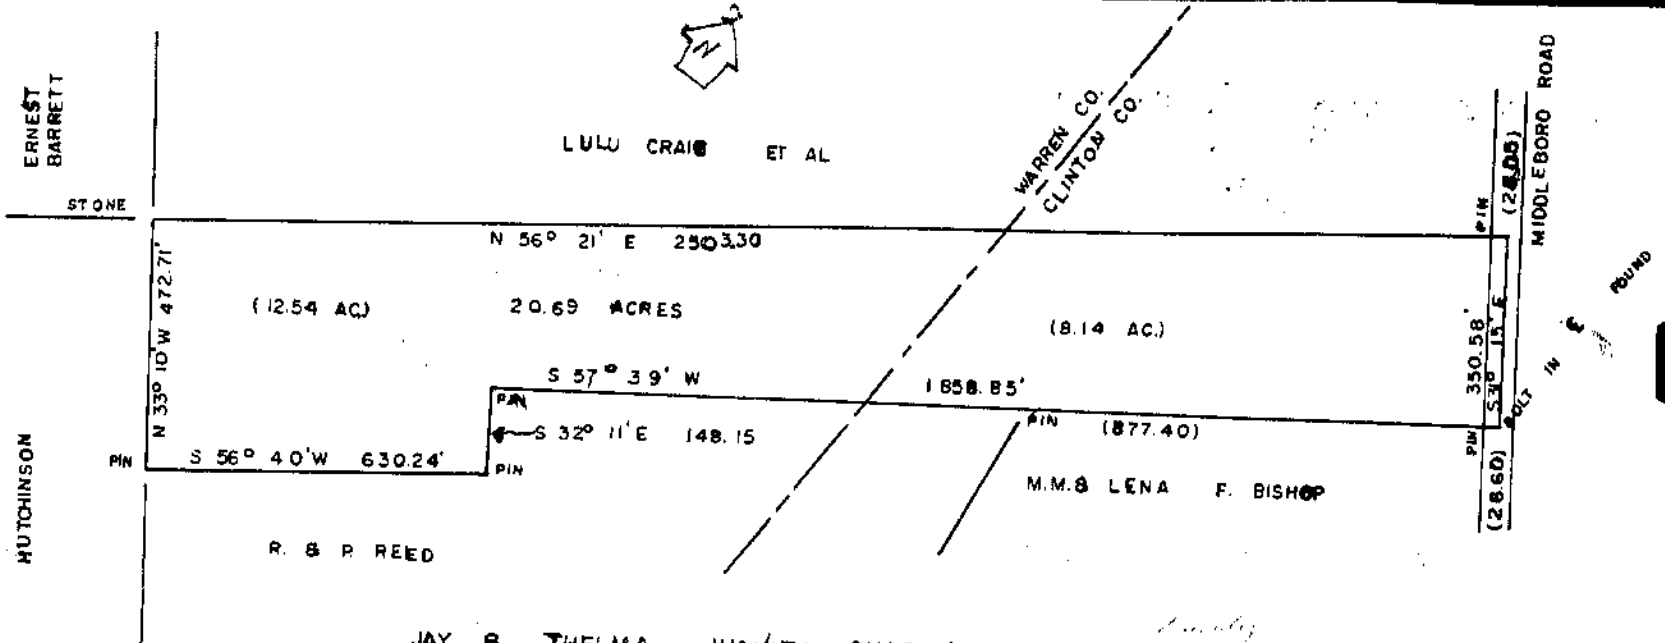 N
ERNEST
BARRETT
LULU CRAIG ET AL
WARREN CO.
CLINTON CO.
MIDDLEBORO ROAD
STONE
PIN
N 56° 21' E 2503.30
N 33° 10' W 472.71'
(12.54 AC.)
20.69 ACRES
(8.14 AC.)
350.58'
BOLT IN FOUND
S 57° 39' W 1858.85'
PIN
S 32° 11' E 148.15
PIN
(877.40)
PIN
(28.60)
PIN
S 56° 40' W 630.24'
PIN
HUTCHINSON
M.M. & LENA F. BISHOP
R. & P. REED
JAY & THELMA